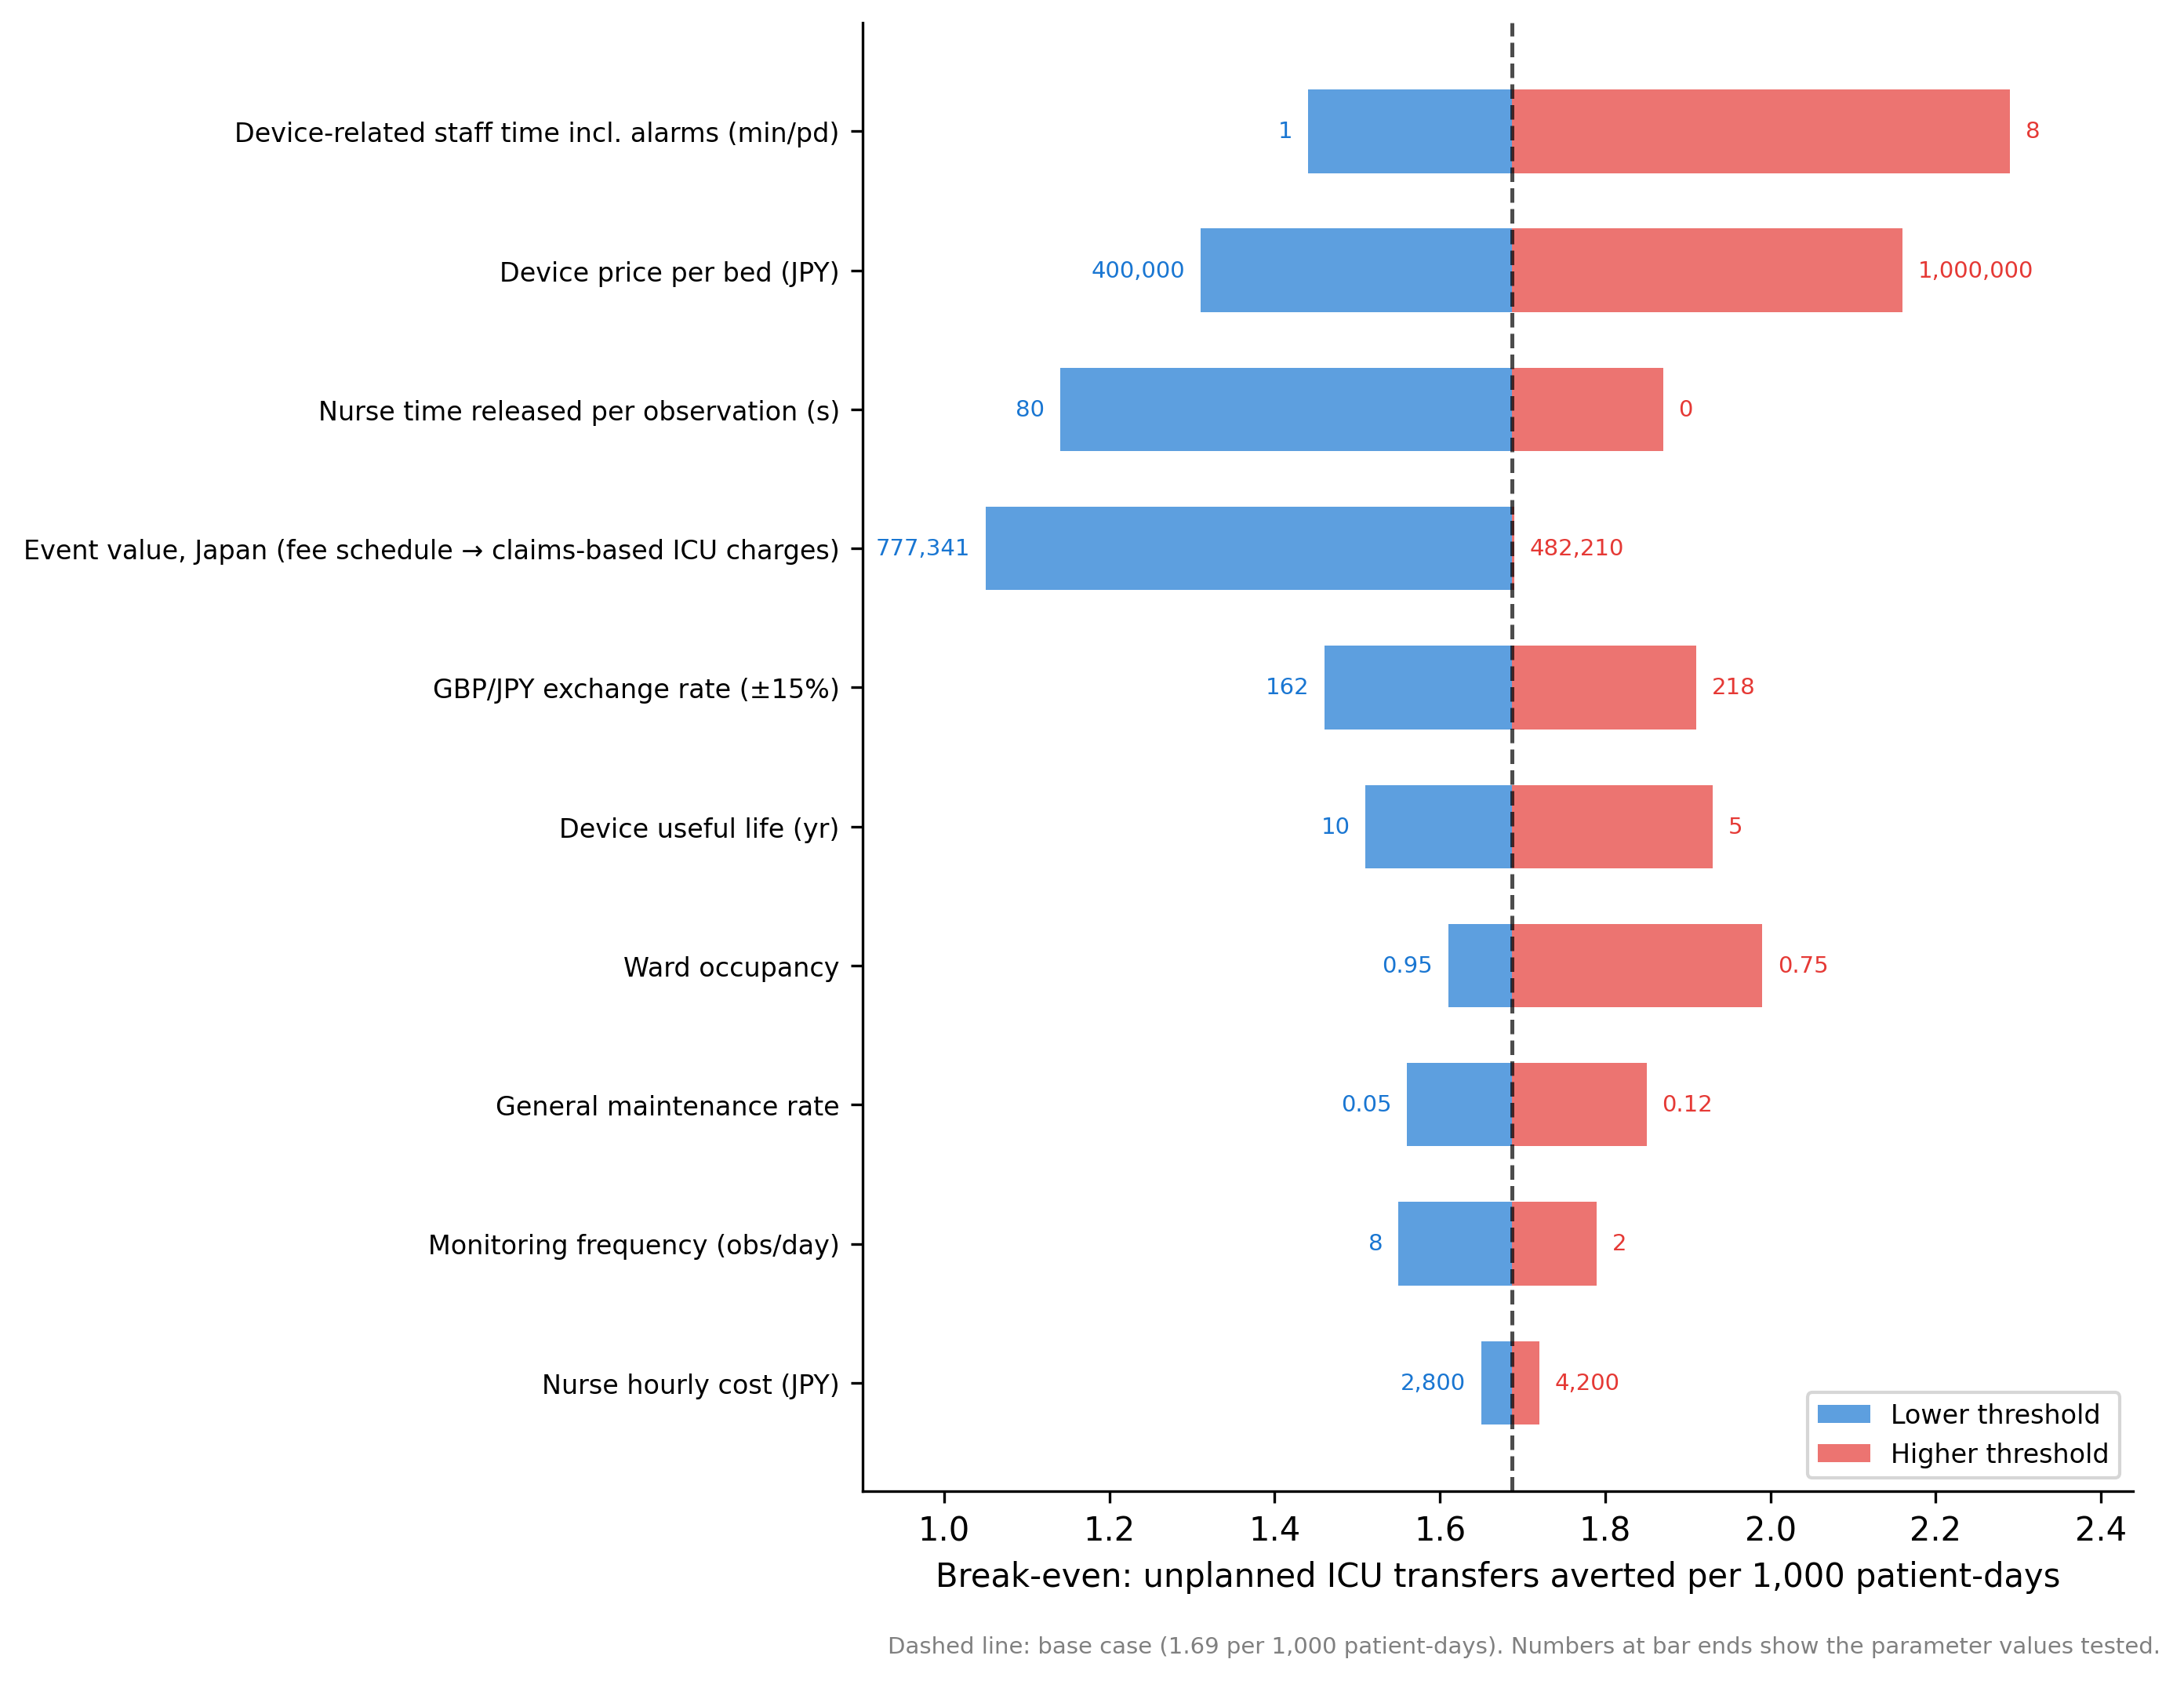 Device-related staff time incl. alarms (min/pd)
1
8
Device price per bed (JPY)
400,000
1,000,000
Nurse time released per observation (s)
80
0
Event value, Japan (fee schedule → claims-based ICU charges)
777,341
482,210
GBP/JPY exchange rate (±15%)
162
218
Device useful life (yr)
10
5
Ward occupancy
0.95
0.75
General maintenance rate
0.05
0.12
Monitoring frequency (obs/day)
8
2
Nurse hourly cost (JPY)
2,800
4,200
Lower threshold
Higher threshold
1.0 1.2 1.4 1.6 1.8 2.0 2.2 2.4
Break-even: unplanned ICU transfers averted per 1,000 patient-days
Dashed line: base case (1.69 per 1,000 patient-days). Numbers at bar ends show the parameter values tested.